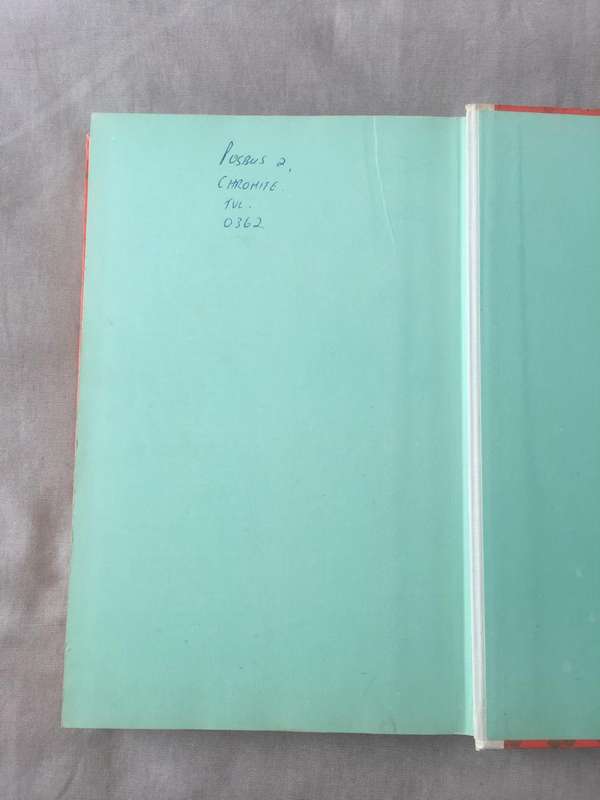 POSBUS 2,
CHROMITE.
TVL.
0362